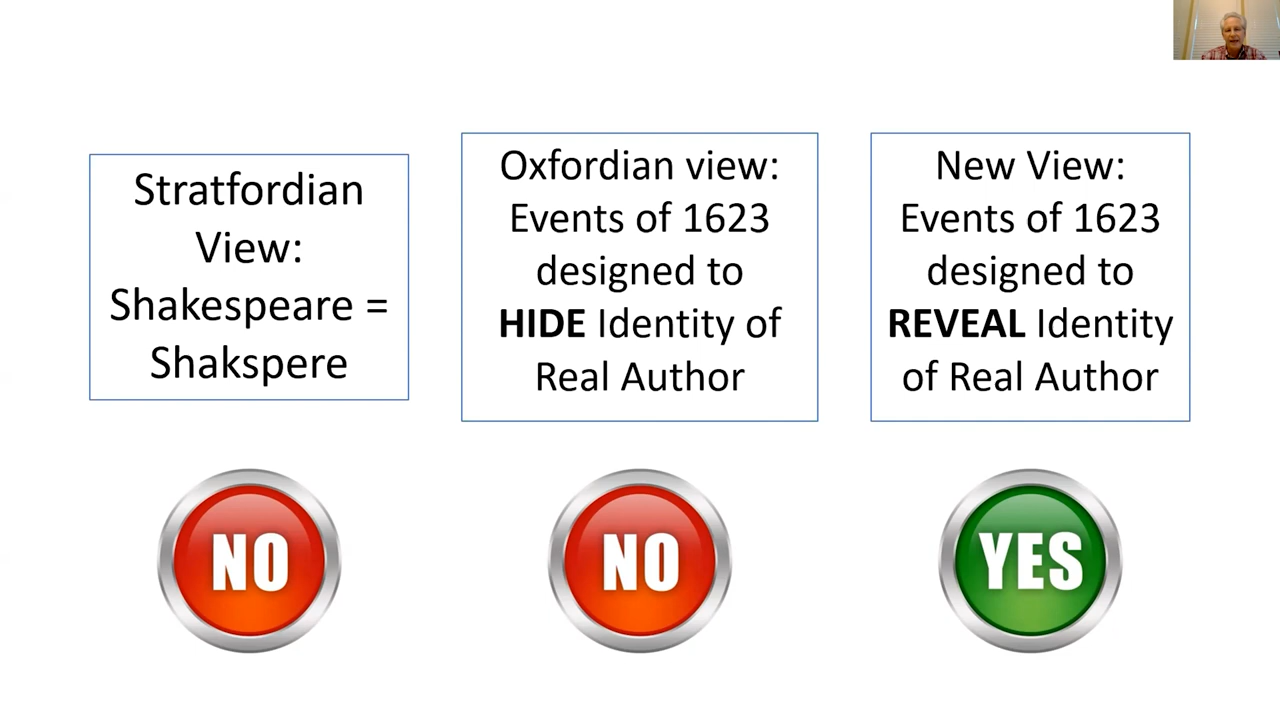 Stratfordian
View:
Shakespeare =
Shakspere
Oxfordian view:
Events of 1623
designed to
HIDE Identity of
Real Author
New View:
Events of 1623
designed to
REVEAL Identity
of Real Author
NO
NO
YES